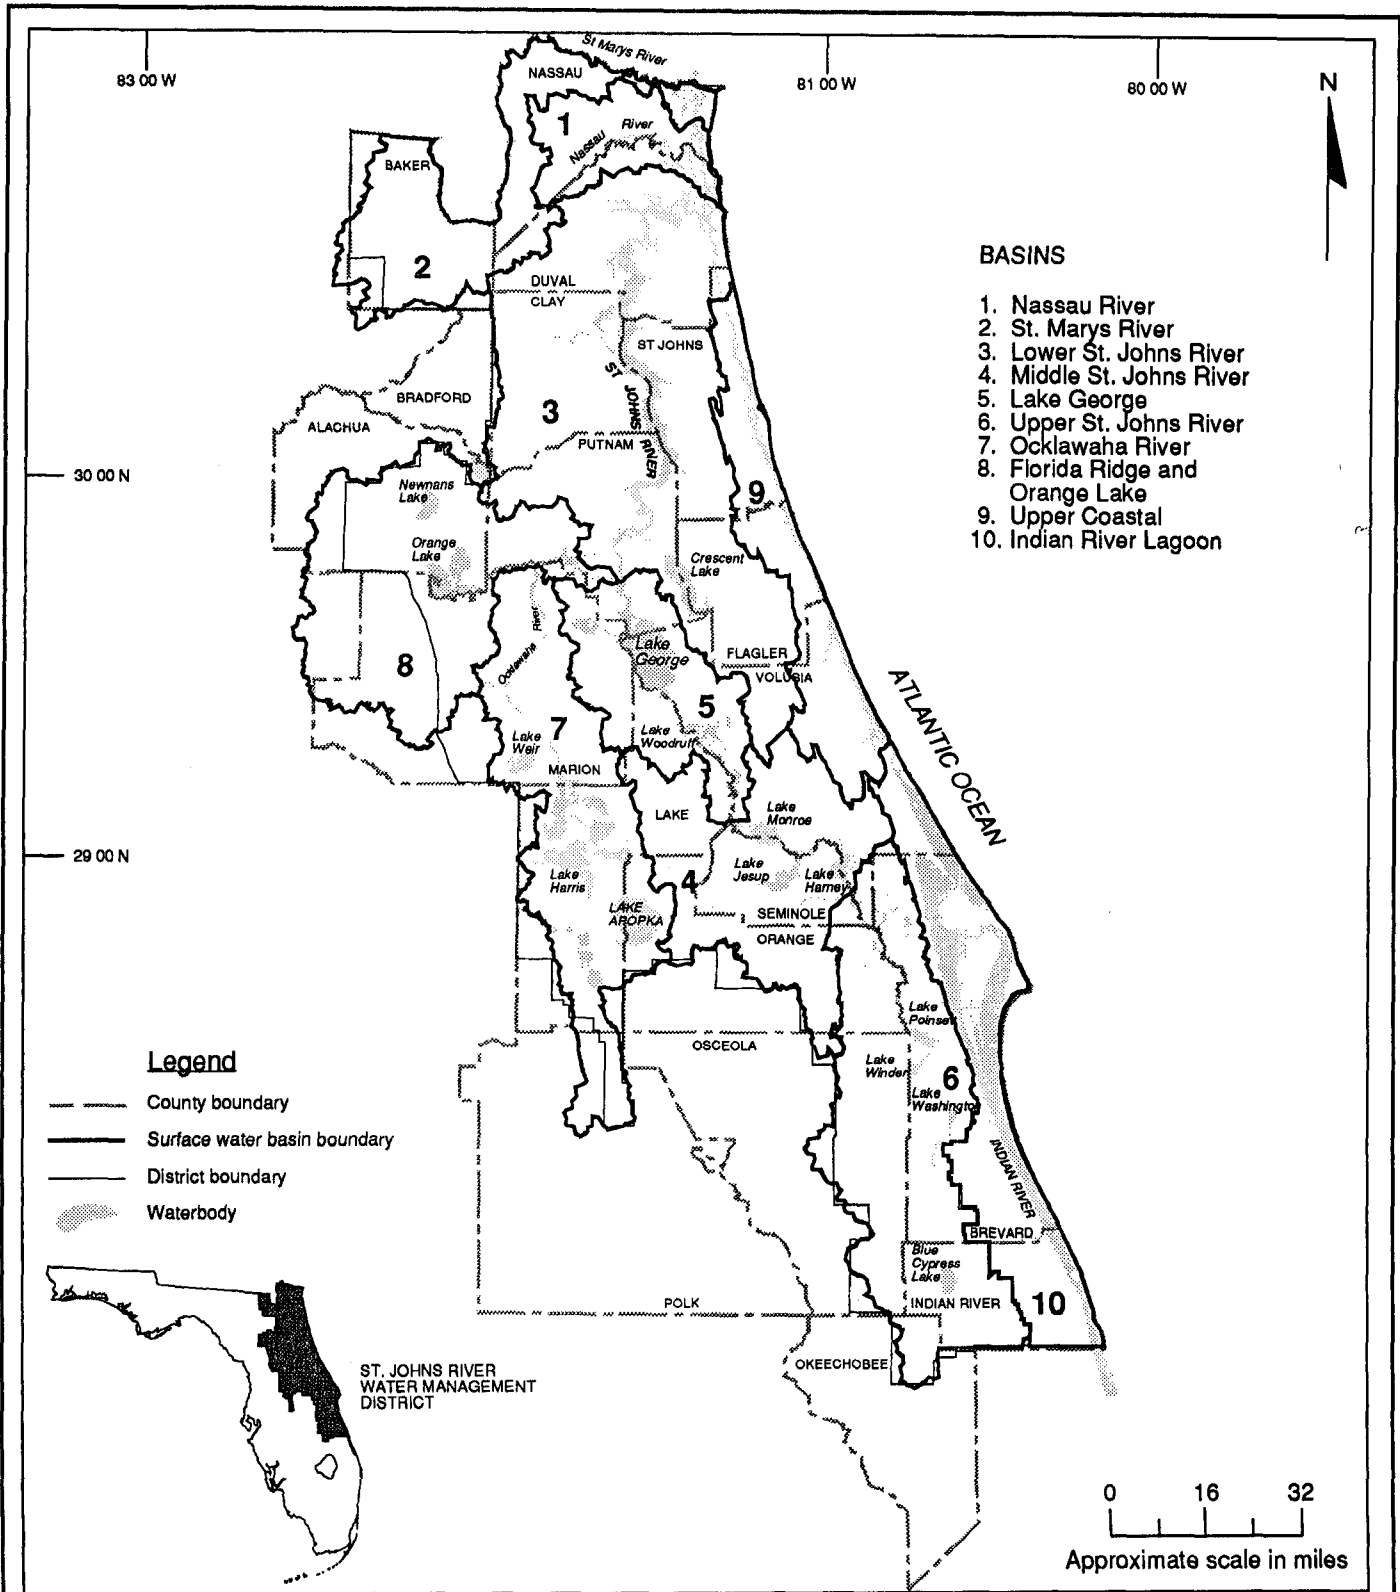 83 00 W
81 00 W
80 00 W
N
St Marys River
NASSAU
1
Nassau River
BAKER
2
DUVAL
CLAY
ST JOHNS
ST JOHNS RIVER
BRADFORD
3
ALACHUA
PUTNAM
30 00 N
Newnans
Lake
9
Orange
Lake
Crescent
Lake
Ocklawaha River
Lake
George
FLAGLER
VOLUSIA
8
5
7
Lake
Weir
Lake
Woodruff
MARION
ATLANTIC OCEAN
LAKE
Lake
Monroe
29 00 N
Lake
Harris
4
Lake
Jesup
Lake
Harney
LAKE
AROPKA
SEMINOLE
ORANGE
Lake
Poinset
OSCEOLA
Lake
Winder
6
Lake
Washington
INDIAN RIVER
BREVARD
Blue
Cypress
Lake
POLK
INDIAN RIVER
10
OKEECHOBEE
BASINS
1. Nassau River
2. St. Marys River
3. Lower St. Johns River
4. Middle St. Johns River
5. Lake George
6. Upper St. Johns River
7. Ocklawaha River
8. Florida Ridge and
Orange Lake
9. Upper Coastal
10. Indian River Lagoon
Legend
County boundary
Surface water basin boundary
District boundary
Waterbody
ST. JOHNS RIVER
WATER MANAGEMENT
DISTRICT
0 16 32
Approximate scale in miles